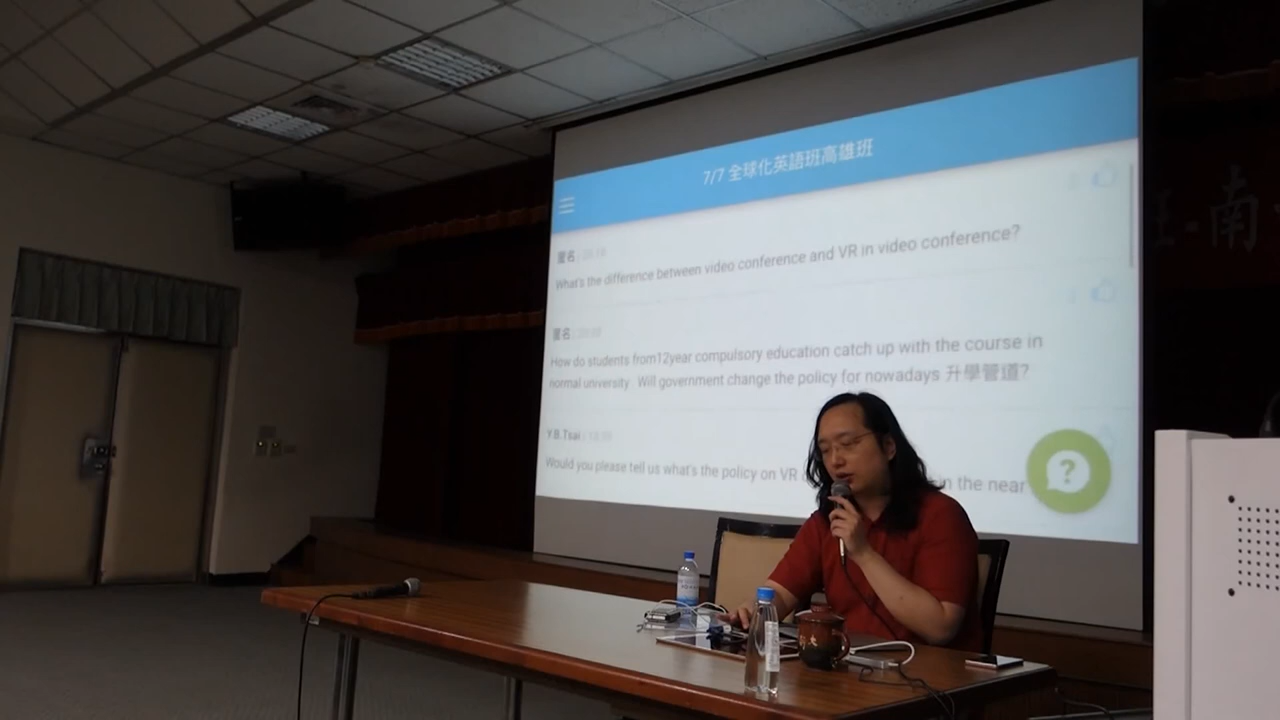 7/7 全球化英語班高雄班
匿名
What's the difference between video conference and VR in video conference?
匿名
How do students from12year compulsory education catch up with the course in
normal university. Will government change the policy for nowadays 升學管道?
Y.B.Tsai
Would you please tell us what's the policy on VR in the near
?
南